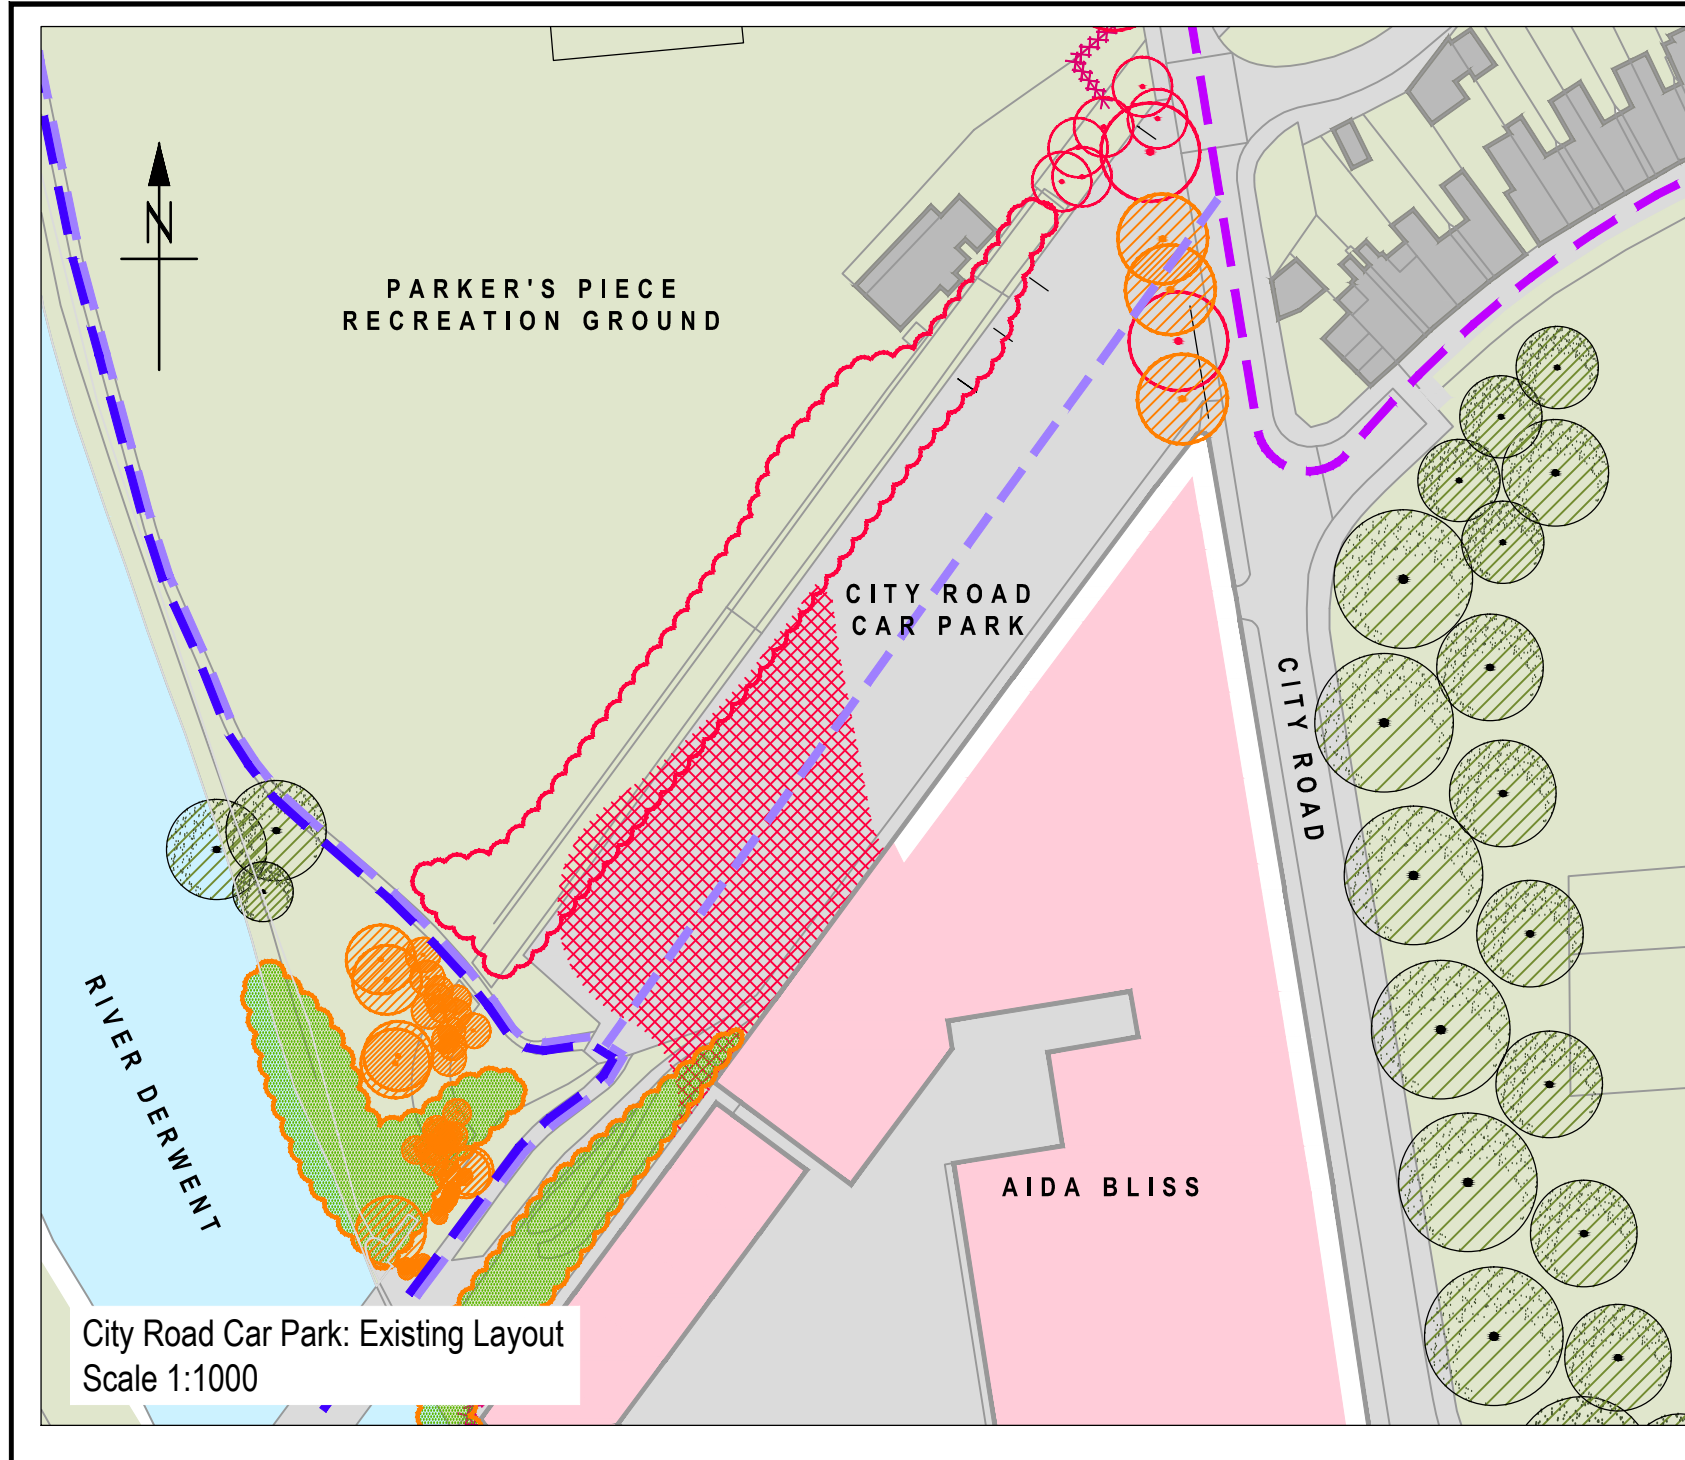 N
PARKER'S PIECE
RECREATION GROUND
CITY ROAD
CAR PARK
CITY ROAD
RIVER DERWENT
AIDA BLISS
City Road Car Park: Existing Layout
Scale 1:1000